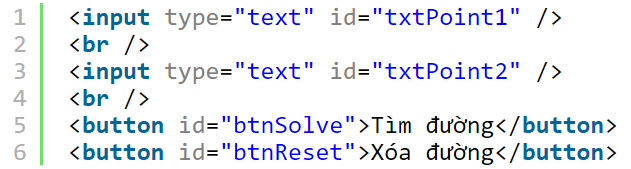 1 <input type="text" id="txtPoint1" />
2 <br />
3 <input type="text" id="txtPoint2" />
4 <br />
5 <button id="btnSolve">Tìm đường</button>
6 <button id="btnReset">Xóa đường</button>